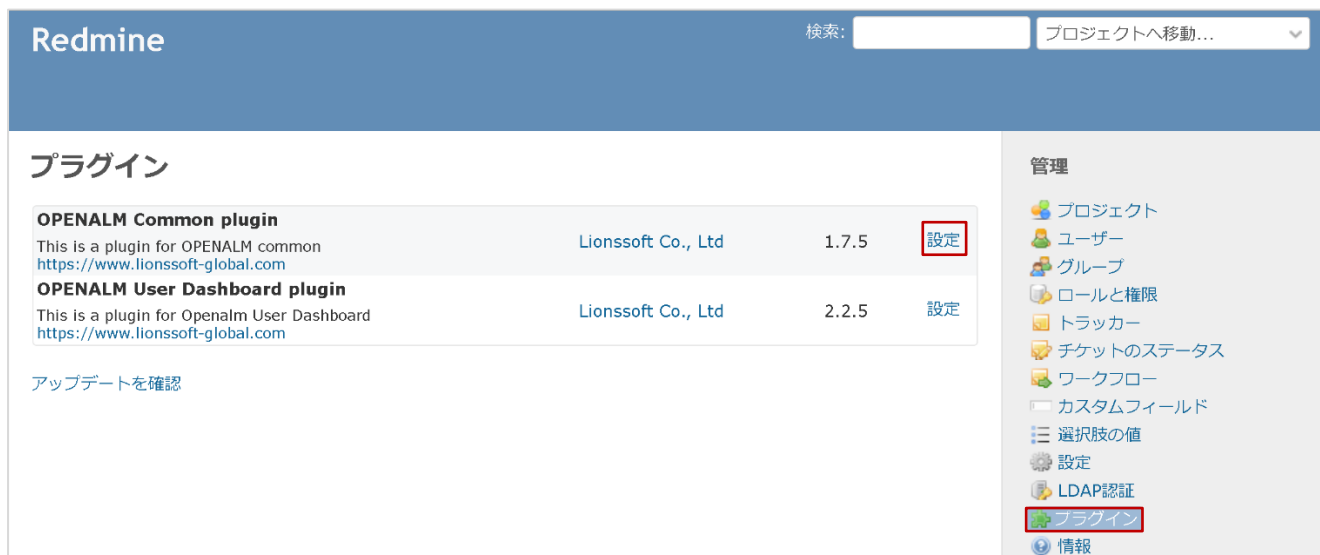 Redmine
検索:
プロジェクトへ移動...
プラグイン
OPENALM Common plugin
This is a plugin for OPENALM common
https://www.lionssoft-global.com
Lionssoft Co., Ltd
1.7.5
設定
OPENALM User Dashboard plugin
This is a plugin for Openalm User Dashboard
https://www.lionssoft-global.com
Lionssoft Co., Ltd
2.2.5
設定
アップデートを確認
管理
プロジェクト
ユーザー
グループ
ロールと権限
トラッカー
チケットのステータス
ワークフロー
カスタムフィールド
選択肢の値
設定
LDAP認証
プラグイン
情報